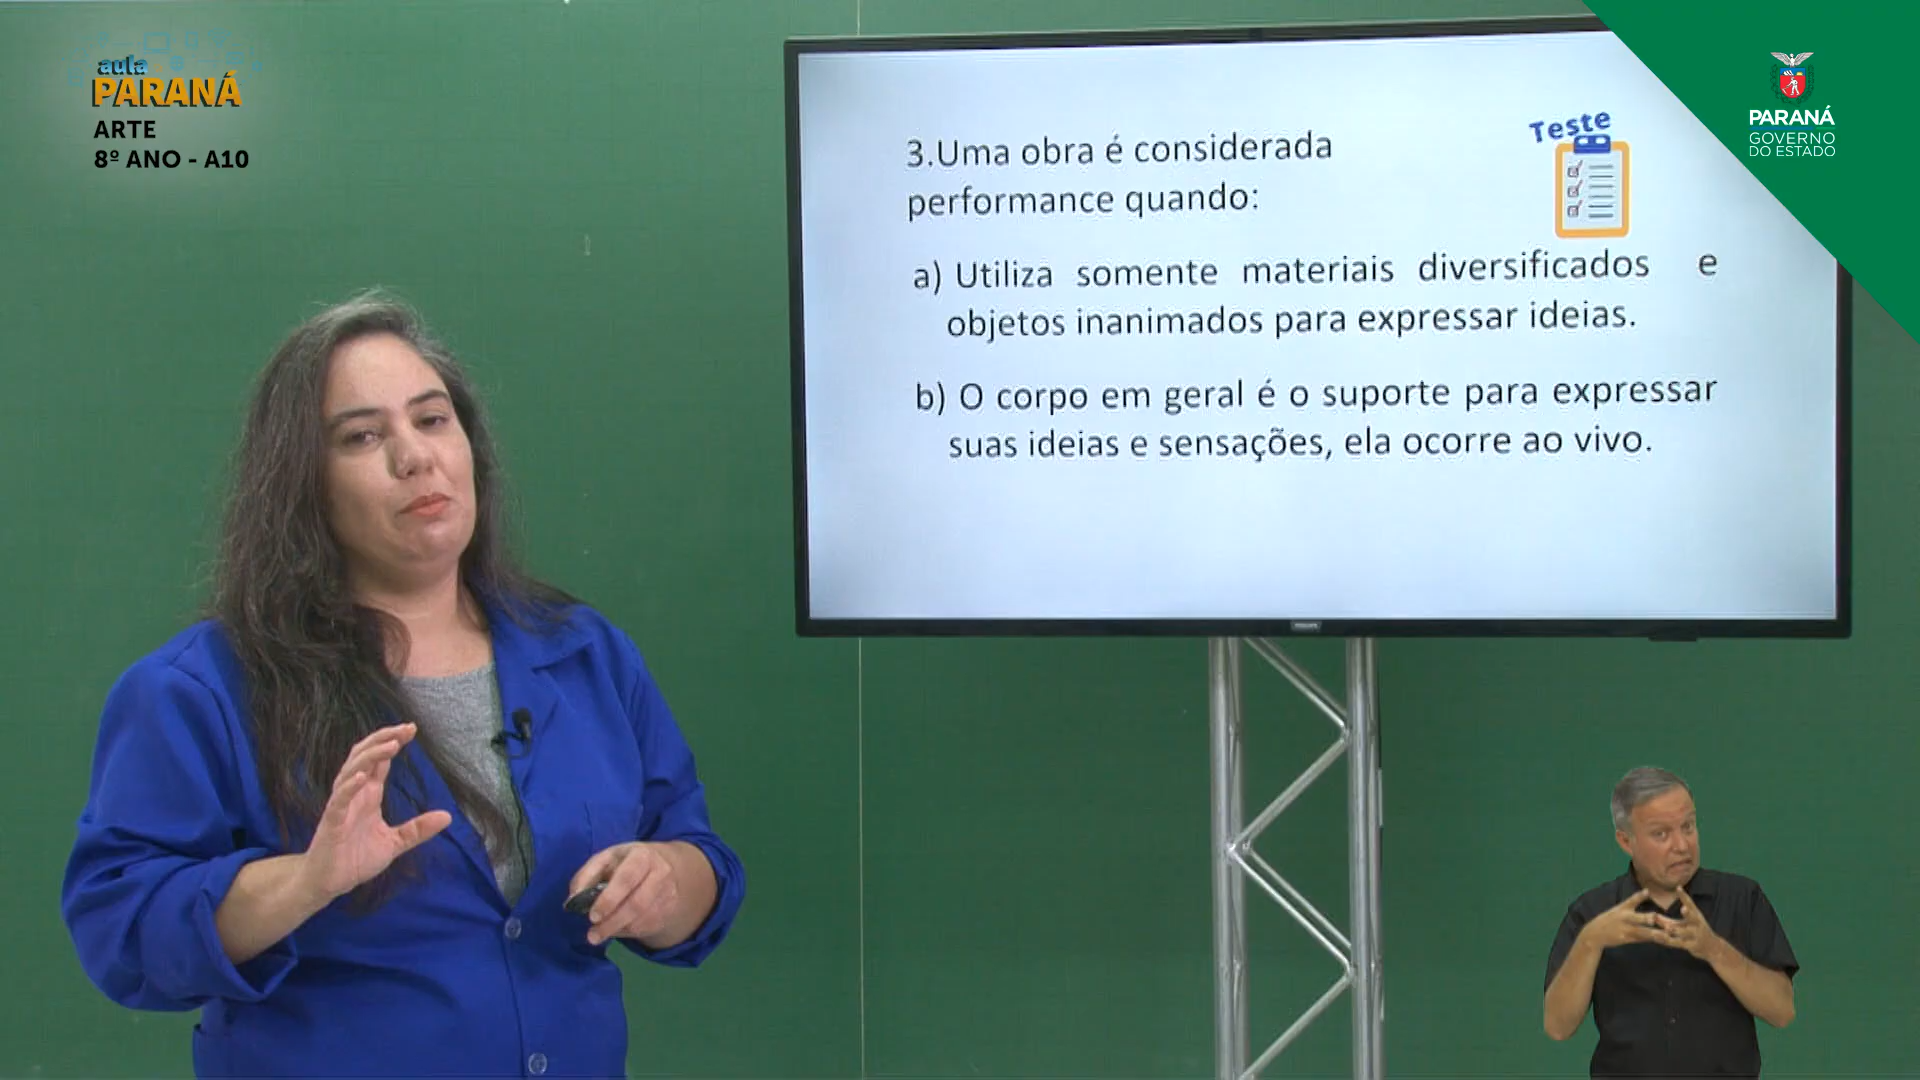 aula
PARANÁ
ARTE
8º ANO - A10
3.Uma obra é considerada
performance quando:
Teste
a) Utiliza somente materiais diversificados e
objetos inanimados para expressar ideias.
b) O corpo em geral é o suporte para expressar
suas ideias e sensações, ela ocorre ao vivo.
PARANÁ
GOVERNO
DO ESTADO